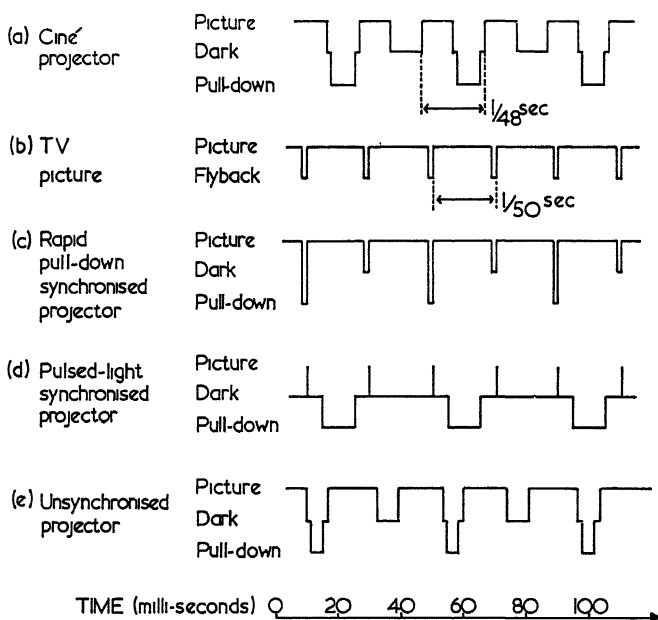 (a) Ciné
projector
Picture
Dark
Pull-down
1/48 sec
(b) TV
picture
Picture
Flyback
1/50 sec
(c) Rapid
pull-down
synchronised
projector
Picture
Dark
Pull-down
(d) Pulsed-light
synchronised
projector
Picture
Dark
Pull-down
(e) Unsynchronised
projector
Picture
Dark
Pull-down
TIME (milli-seconds) 0 20 40 60 80 100